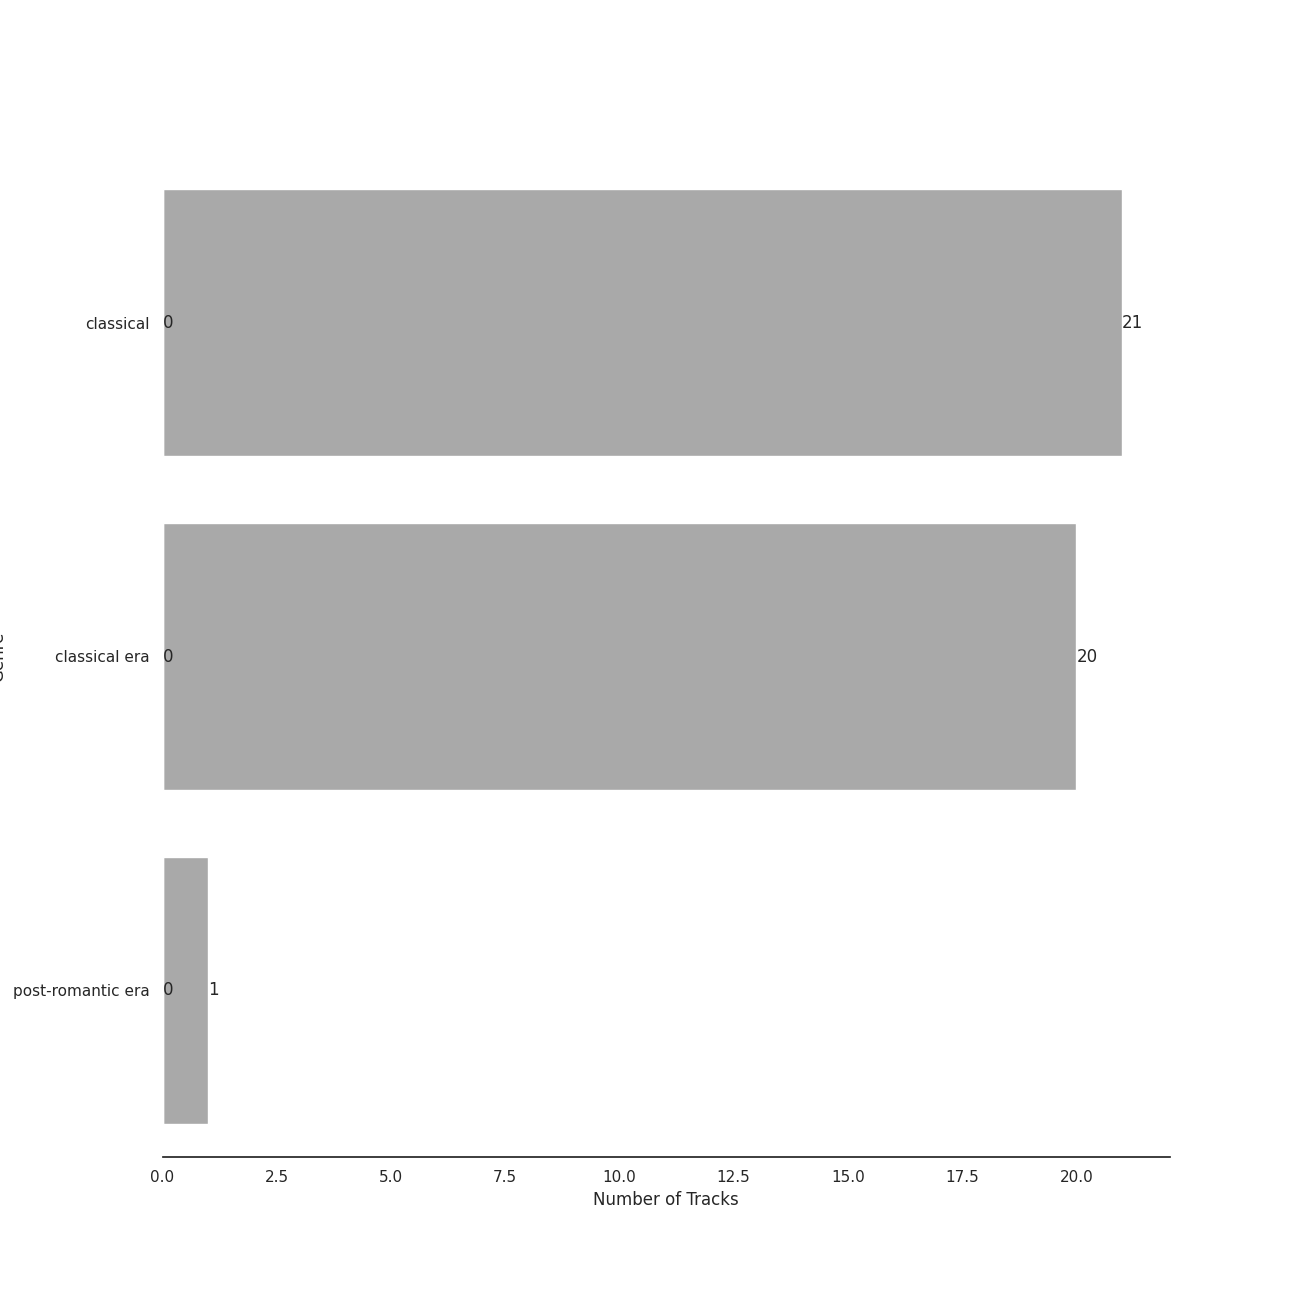 classical 0 21
classical era 0 20
post-romantic era 0 1
0.0 2.5 5.0 7.5 10.0 12.5 15.0 17.5 20.0
Number of Tracks